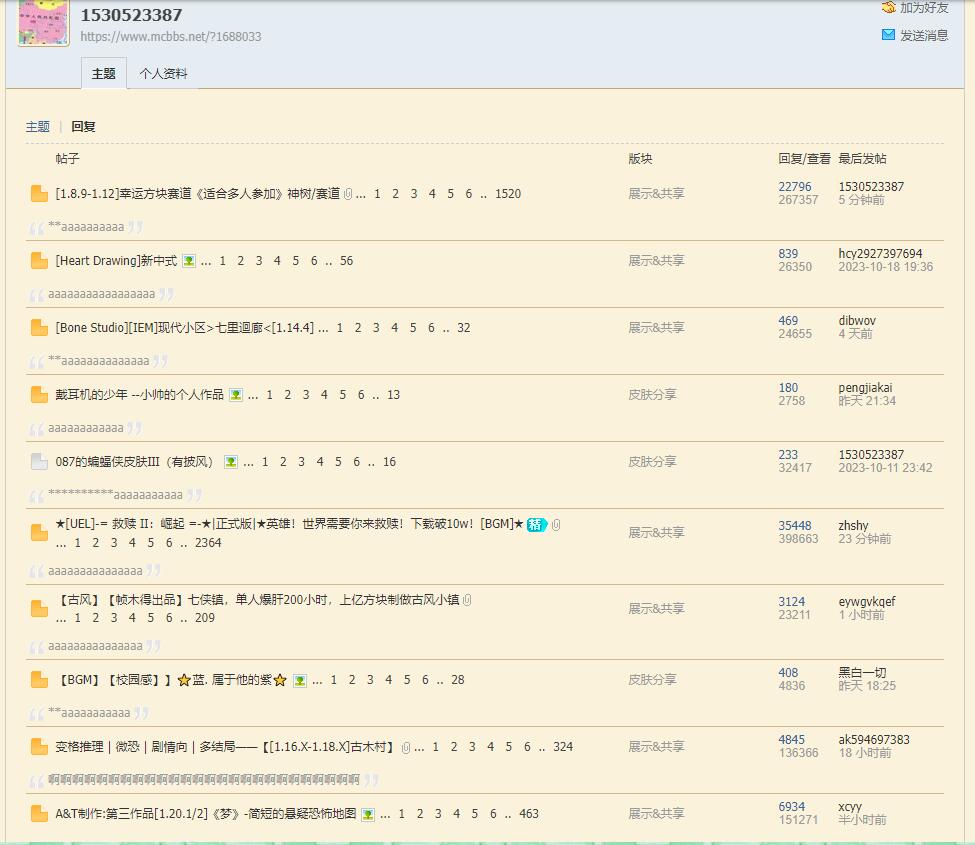 1530523387
加为好友
https://www.mcbbs.net/?1688033
发送消息
主题 个人资料
主题 | 回复
帖子 版块 回复/查看 最后发帖
[1.8.9-1.12]幸运方块赛道《适合多人参加》神树/赛道 ... 1 2 3 4 5 6 .. 1520 展示&共享 22796 1530523387
267357 5 分钟前
**aaaaaaaaaa
[Heart Drawing]新中式 ... 1 2 3 4 5 6 .. 56 展示&共享 839 hcy2927397694
26350 2023-10-18 19:36
aaaaaaaaaaaaaaaaaa
[Bone Studio][IEM]现代小区>七里迴廊<[1.14.4] ... 1 2 3 4 5 6 .. 32 展示&共享 469 dibwov
24655 4 天前
**aaaaaaaaaaaaaa
戴耳机的少年 --小帅的个人作品 ... 1 2 3 4 5 6 .. 13 皮肤分享 180 pengjiakai
2758 昨天 21:34
aaaaaaaaaaaa
087的蝙蝠侠皮肤III（有披风） ... 1 2 3 4 5 6 .. 16 皮肤分享 233 1530523387
32417 2023-10-11 23:42
**********aaaaaaaaaaa
★[UEL]-= 救赎 II：崛起 =-★|正式版|★英雄！世界需要你来救赎！下载破10w！[BGM]★ 精
... 1 2 3 4 5 6 .. 2364 展示&共享 35448 zhshy
398663 23 分钟前
aaaaaaaaaaaaaaa
【古风】【帧木得出品】七侠镇，单人爆肝200小时，上亿方块制做古风小镇
... 1 2 3 4 5 6 .. 209 展示&共享 3124 eywgvkqef
23211 1 小时前
aaaaaaaaaaaaaaa
【BGM】【校园感】】⭐蓝. 属于他的紫⭐ ... 1 2 3 4 5 6 .. 28 皮肤分享 408 黑白一切
4836 昨天 18:25
**aaaaaaaaaaa
变格推理 | 微恐 | 剧情向 | 多结局——【[1.16.X-1.18.X]古木村】 ... 1 2 3 4 5 6 .. 324 展示&共享 4845 ak594697383
136366 18 小时前
啊啊啊啊啊啊啊啊啊啊啊啊啊啊啊啊啊啊啊啊啊啊啊啊啊啊
A&T制作:第三作品[1.20.1/2]《梦》-简短的悬疑恐怖地图 ... 1 2 3 4 5 6 .. 463 展示&共享 6934 xcyy
151271 半小时前